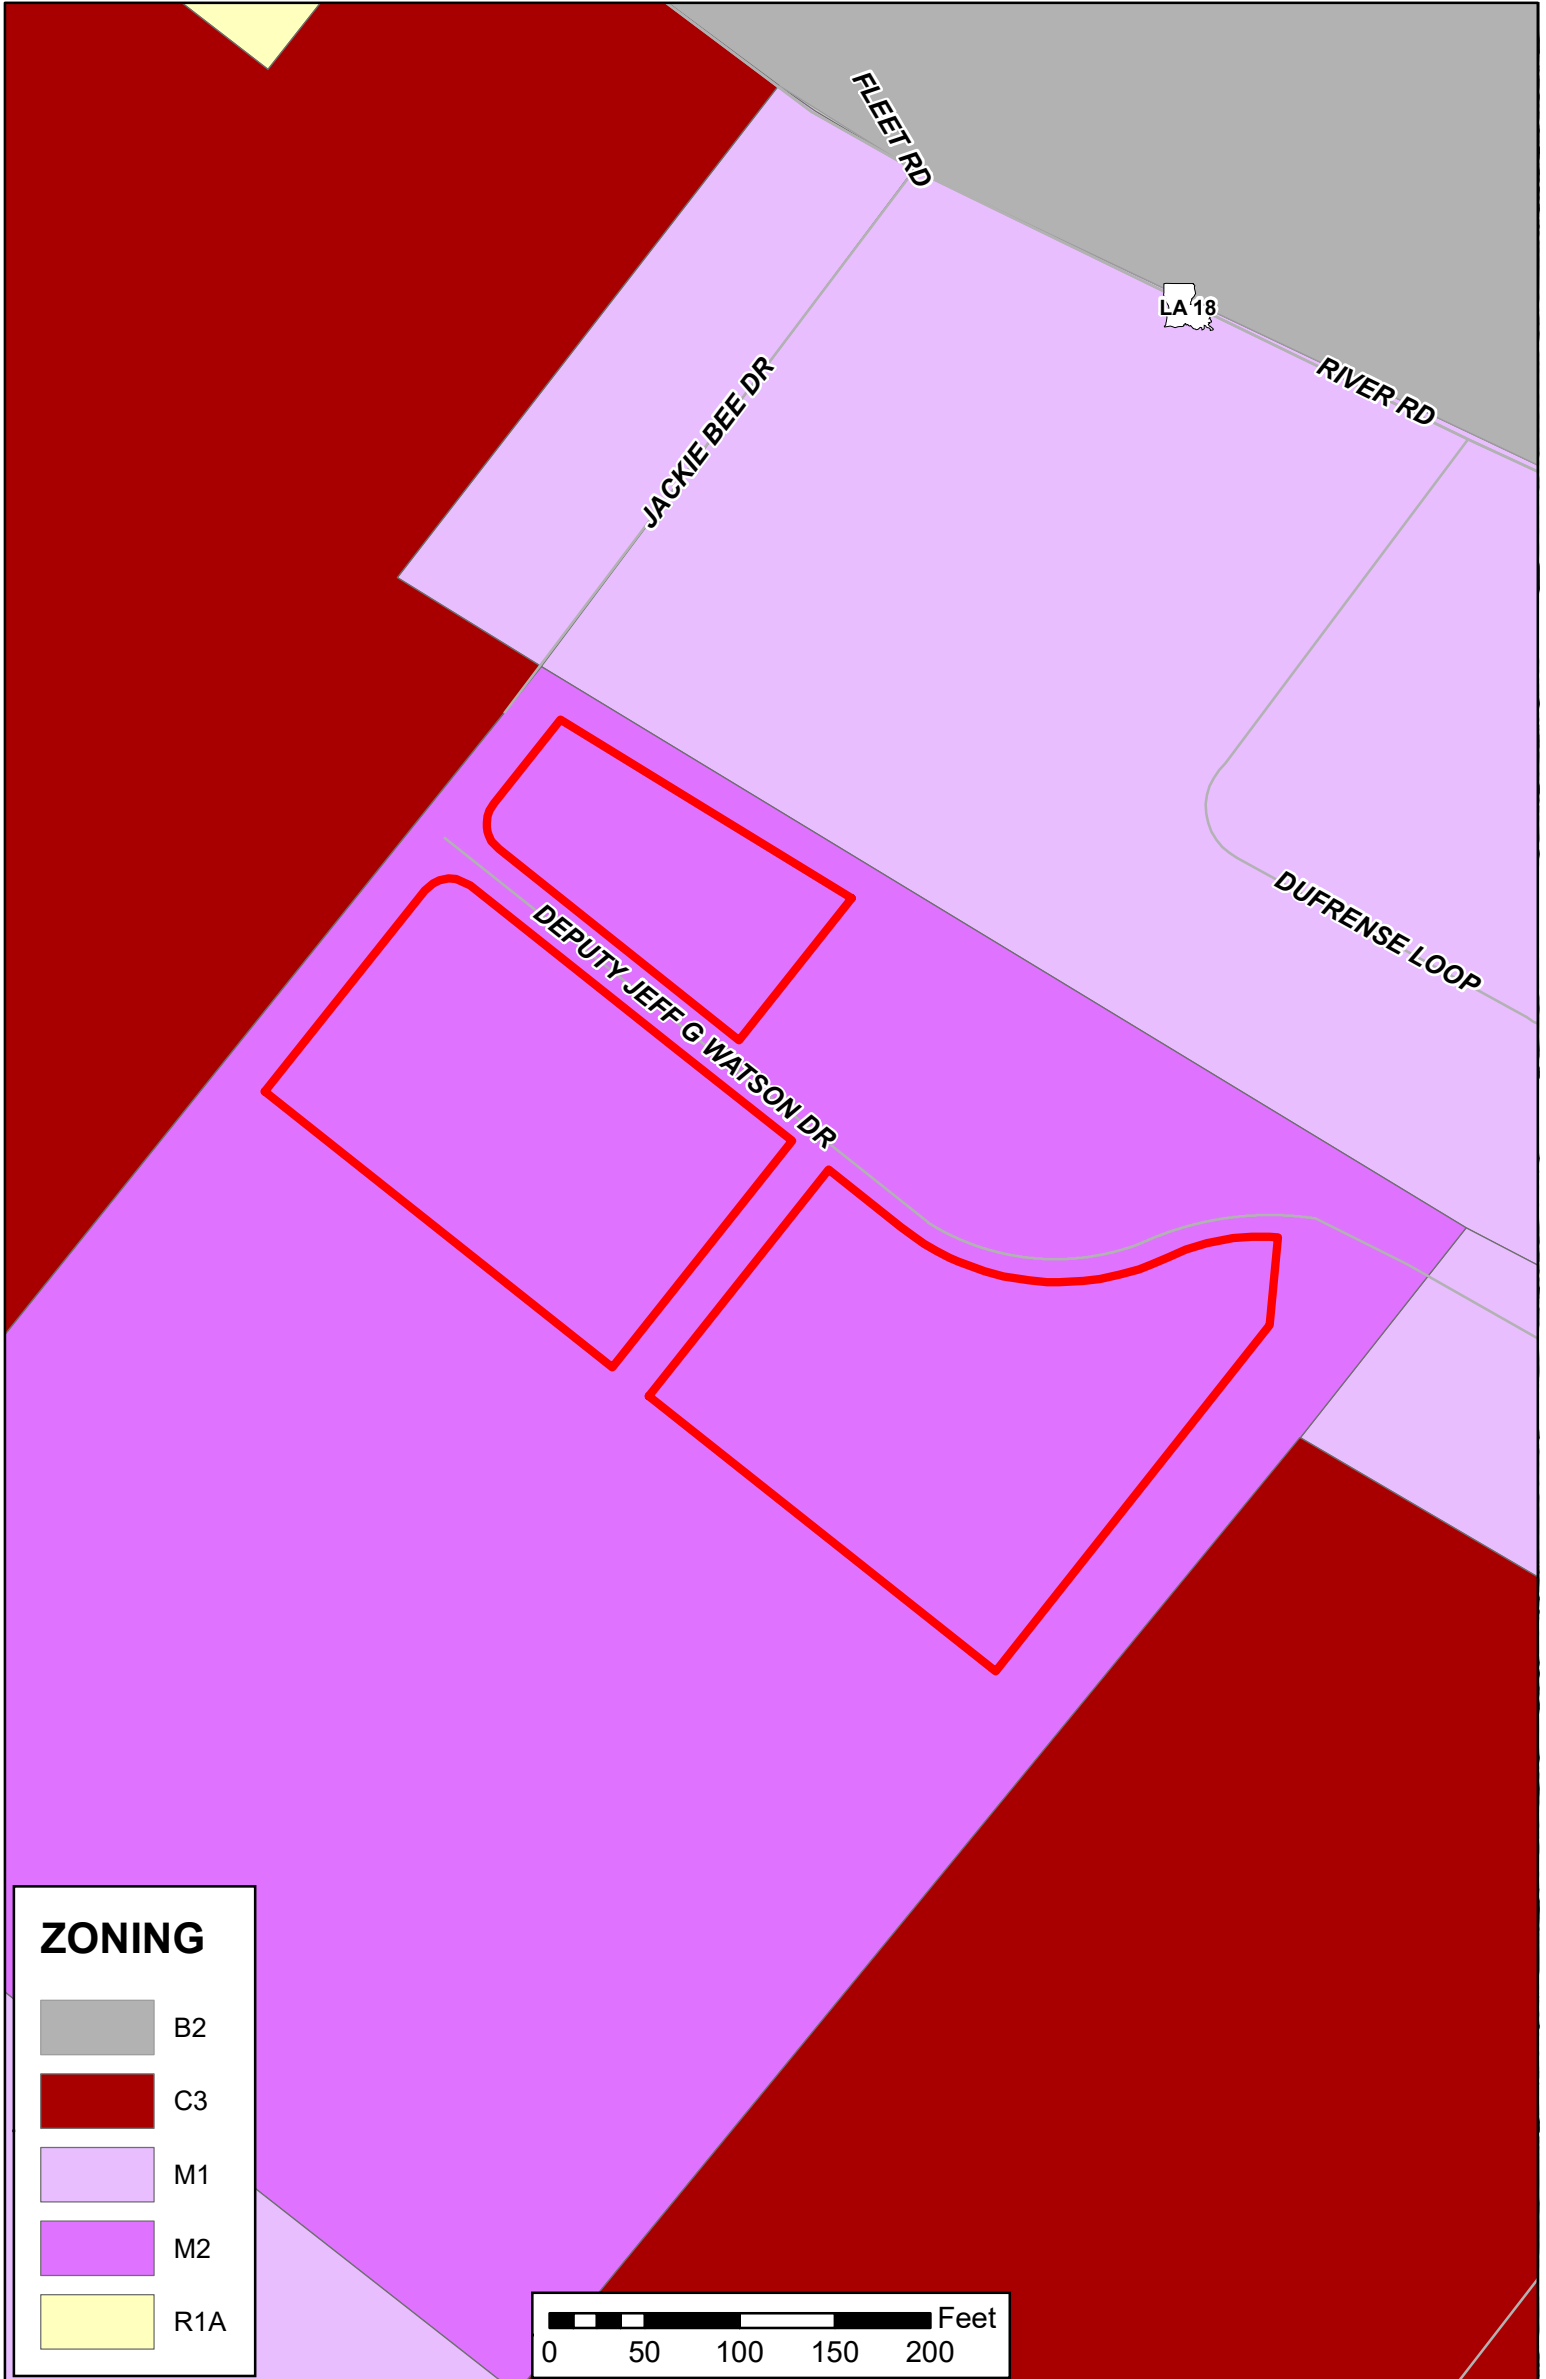 FLEET RD
LA 18
RIVER RD
JACKIE BEE DR
DUFRENSE LOOP
DEPUTY JEFF G WATSON DR
ZONING
B2
C3
M1
M2
R1A
Feet
0 50 100 150 200